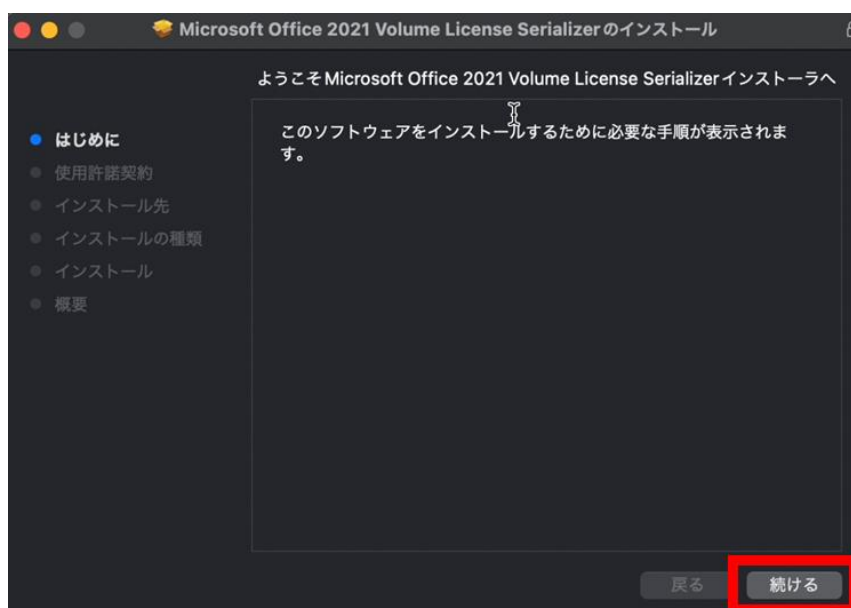 Microsoft Office 2021 Volume License Serializerのインストール
ようこそMicrosoft Office 2021 Volume License Serializerインストーラへ
はじめに
使用許諾契約
インストール先
インストールの種類
インストール
概要
このソフトウェアをインストールするために必要な手順が表示されま
す。
戻る
続ける